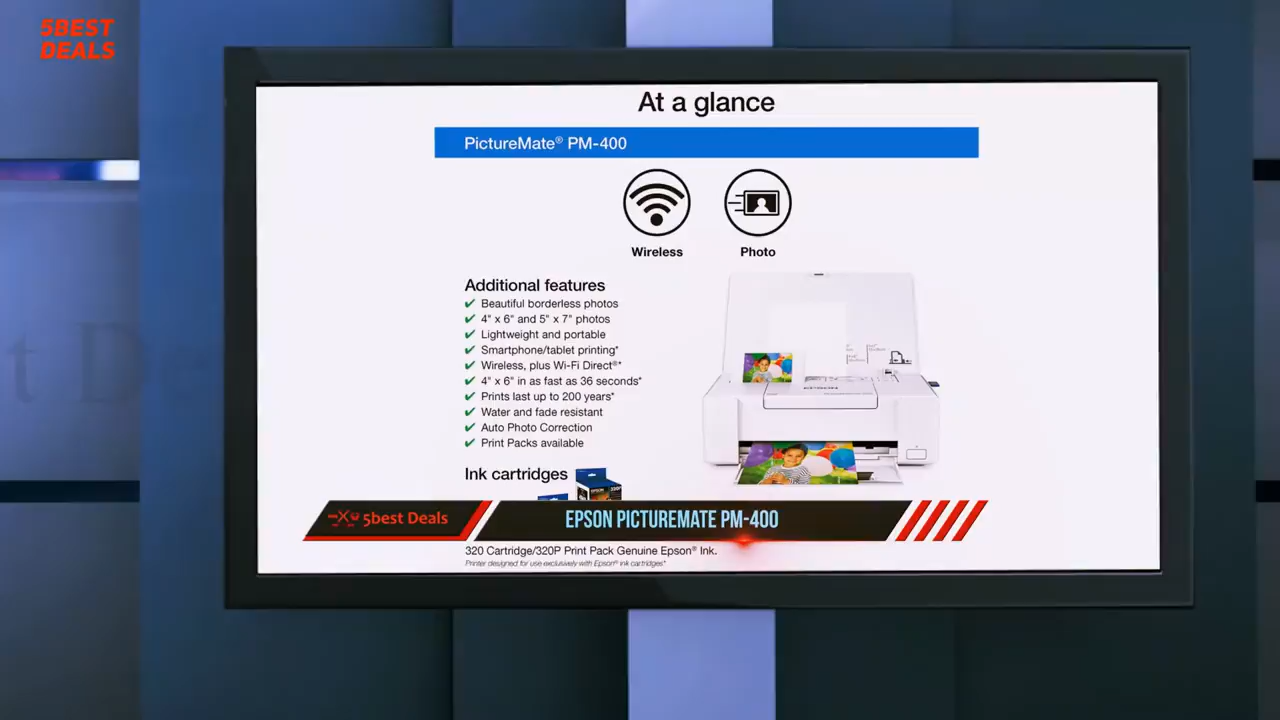 5BEST
DEALS
At a glance
PictureMate® PM-400
Wireless
Photo
Additional features
Beautiful borderless photos
4" x 6" and 5" x 7" photos
Lightweight and portable
Smartphone/tablet printing*
Wireless, plus Wi-Fi Direct®*
4" x 6" in as fast as 36 seconds*
Prints last up to 200 years*
Water and fade resistant
Auto Photo Correction
Print Packs available
EPSON
Ink cartridges
5best Deals
EPSON PICTUREMATE PM-400
320 Cartridge/320P Print Pack Genuine Epson® Ink.
Printer designed for use exclusively with Epson® ink cartridges*